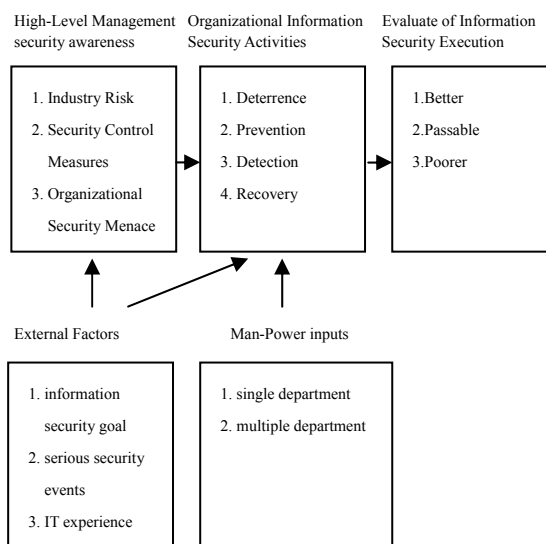 High-Level Management
security awareness
Organizational Information
Security Activities
Evaluate of Information
Security Execution
1. Industry Risk
2. Security Control
Measures
3. Organizational
Security Menace
1. Deterrence
2. Prevention
3. Detection
4. Recovery
1.Better
2.Passable
3.Poorer
External Factors
Man-Power inputs
1. information
security goal
2. serious security
events
3. IT experience
1. single department
2. multiple department